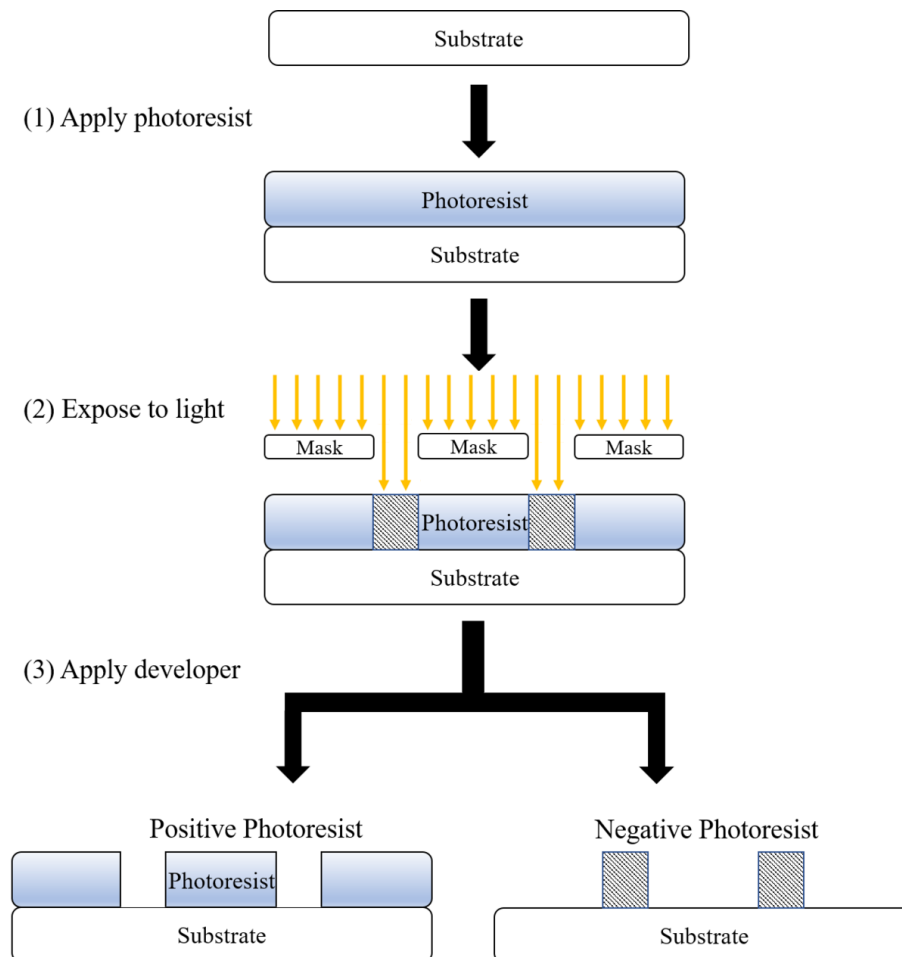 Substrate
(1) Apply photoresist
Photoresist
Substrate
(2) Expose to light
Mask Mask Mask
Photoresist
Substrate
(3) Apply developer
Positive Photoresist
Photoresist
Substrate
Negative Photoresist
Substrate